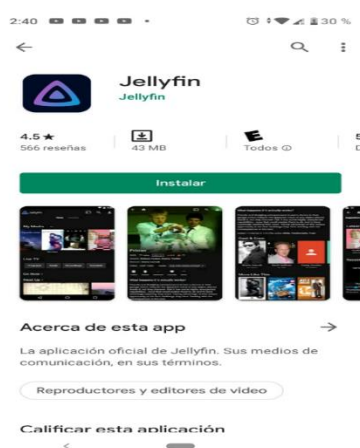 2:40
30 %
Jellyfin
Jellyfin
4.5★
566 reseñas
43 MB
Todos
Instalar
Acerca de esta app
La aplicación oficial de Jellyfin. Sus medios de
comunicación, en sus términos.
Reproductores y editores de vídeo
Calificar esta aplicación